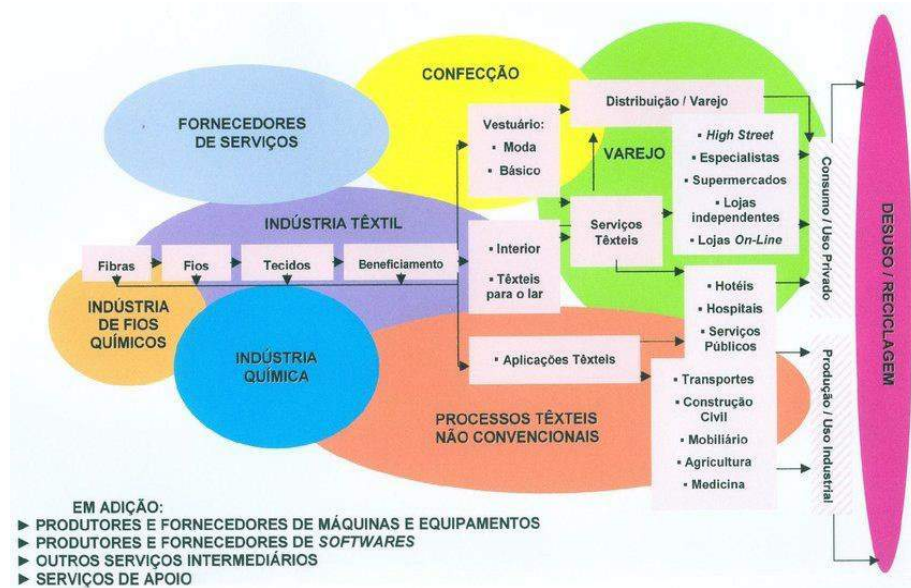 CONFECÇÃO
FORNECEDORES
DE SERVIÇOS
Distribuição / Varejo
Vestuário:
▪ Moda
▪ Básico
VAREJO
▪ High Street
▪ Especialistas
▪ Supermercados
▪ Lojas
independentes
▪ Lojas On-Line
INDÚSTRIA TÊXTIL
Serviços
Têxteis
Fibras
Fios
Tecidos
Beneficiamento
▪ Interior
▪ Têxteis
para o lar
▪ Hotéis
▪ Hospitais
▪ Serviços
Públicos
INDÚSTRIA
DE FIOS
QUÍMICOS
INDÚSTRIA
QUÍMICA
▪ Aplicações Têxteis
▪ Transportes
▪ Construção
Civil
▪ Mobiliário
▪ Agricultura
▪ Medicina
PROCESSOS TÊXTEIS
NÃO CONVENCIONAIS
Consumo / Uso Privado
Produção / Uso Industrial
DESUSO / RECICLAGEM
EM ADIÇÃO:
► PRODUTORES E FORNECEDORES DE MÁQUINAS E EQUIPAMENTOS
► PRODUTORES E FORNECEDORES DE SOFTWARES
► OUTROS SERVIÇOS INTERMEDIÁRIOS
► SERVIÇOS DE APOIO